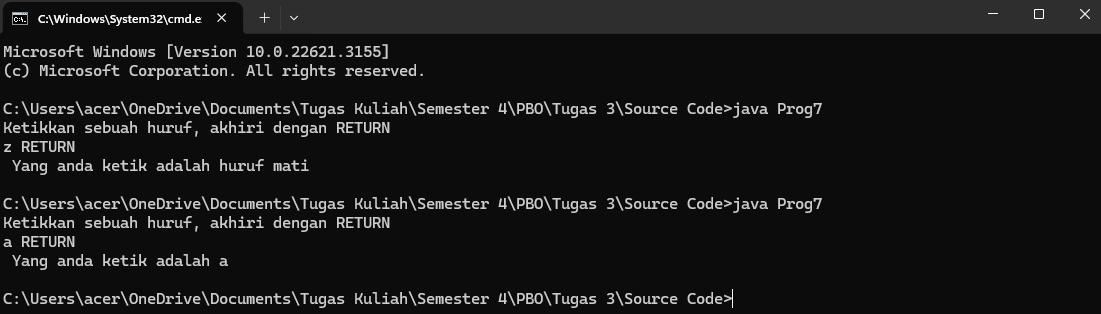 C:\Windows\System32\cmd.e
Microsoft Windows [Version 10.0.22621.3155]
(c) Microsoft Corporation. All rights reserved.
C:\Users\acer\OneDrive\Documents\Tugas Kuliah\Semester 4\PBO\Tugas 3\Source Code>java Prog7
Ketikkan sebuah huruf, akhiri dengan RETURN
z RETURN
 Yang anda ketik adalah huruf mati
C:\Users\acer\OneDrive\Documents\Tugas Kuliah\Semester 4\PBO\Tugas 3\Source Code>java Prog7
Ketikkan sebuah huruf, akhiri dengan RETURN
a RETURN
 Yang anda ketik adalah a
C:\Users\acer\OneDrive\Documents\Tugas Kuliah\Semester 4\PBO\Tugas 3\Source Code>